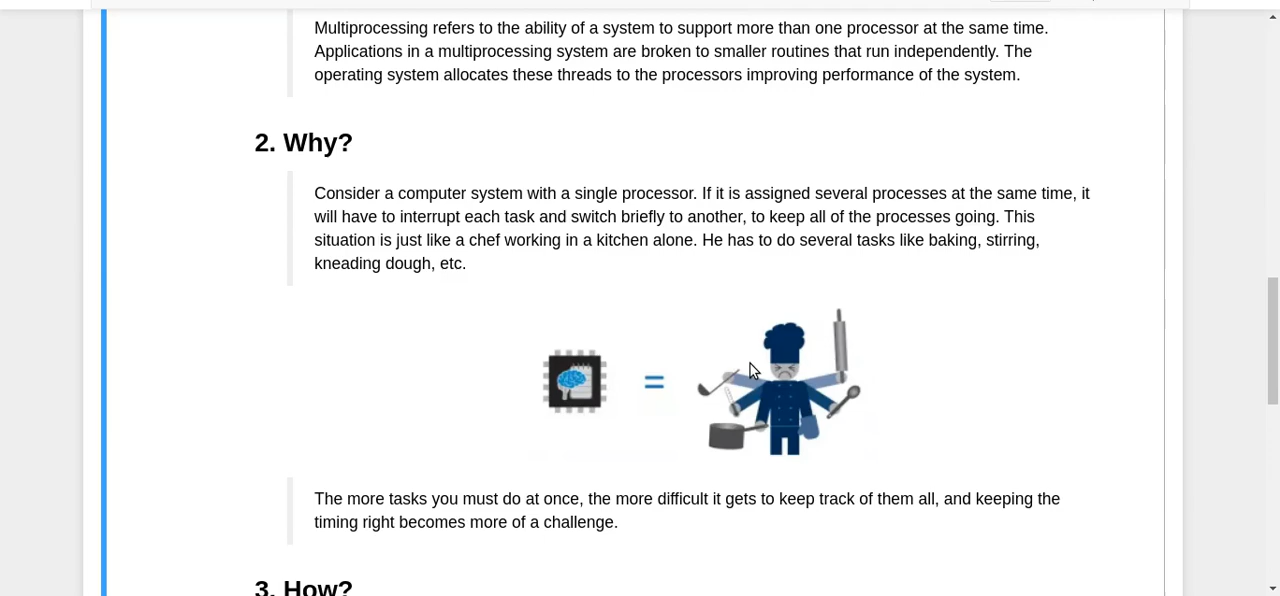 Multiprocessing refers to the ability of a system to support more than one processor at the same time.
Applications in a multiprocessing system are broken to smaller routines that run independently. The
operating system allocates these threads to the processors improving performance of the system.
2. Why?
Consider a computer system with a single processor. If it is assigned several processes at the same time, it
will have to interrupt each task and switch briefly to another, to keep all of the processes going. This
situation is just like a chef working in a kitchen alone. He has to do several tasks like baking, stirring,
kneading dough, etc.
=
The more tasks you must do at once, the more difficult it gets to keep track of them all, and keeping the
timing right becomes more of a challenge.
3. How?